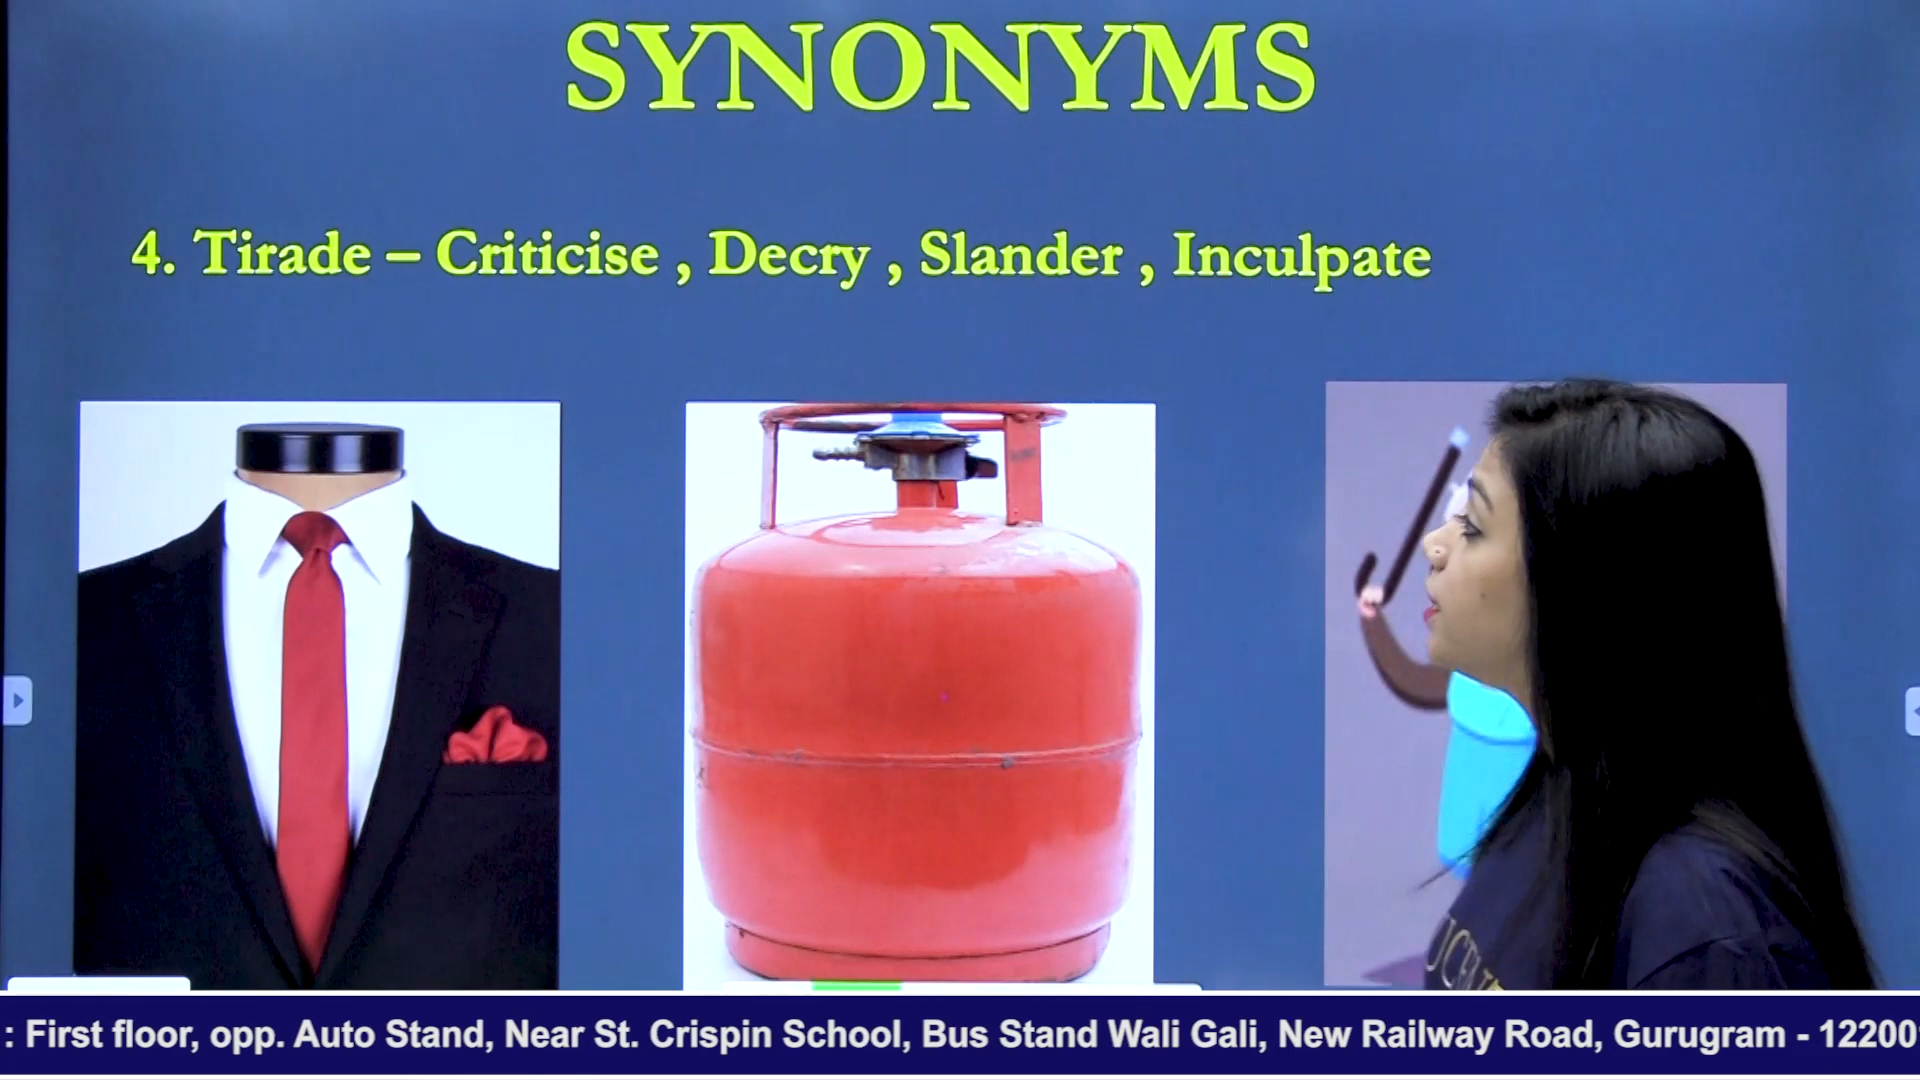 SYNONYMS
4. Tirade – Criticise , Decry , Slander , Inculpate
: First floor, opp. Auto Stand, Near St. Crispin School, Bus Stand Wali Gali, New Railway Road, Gurugram - 12200